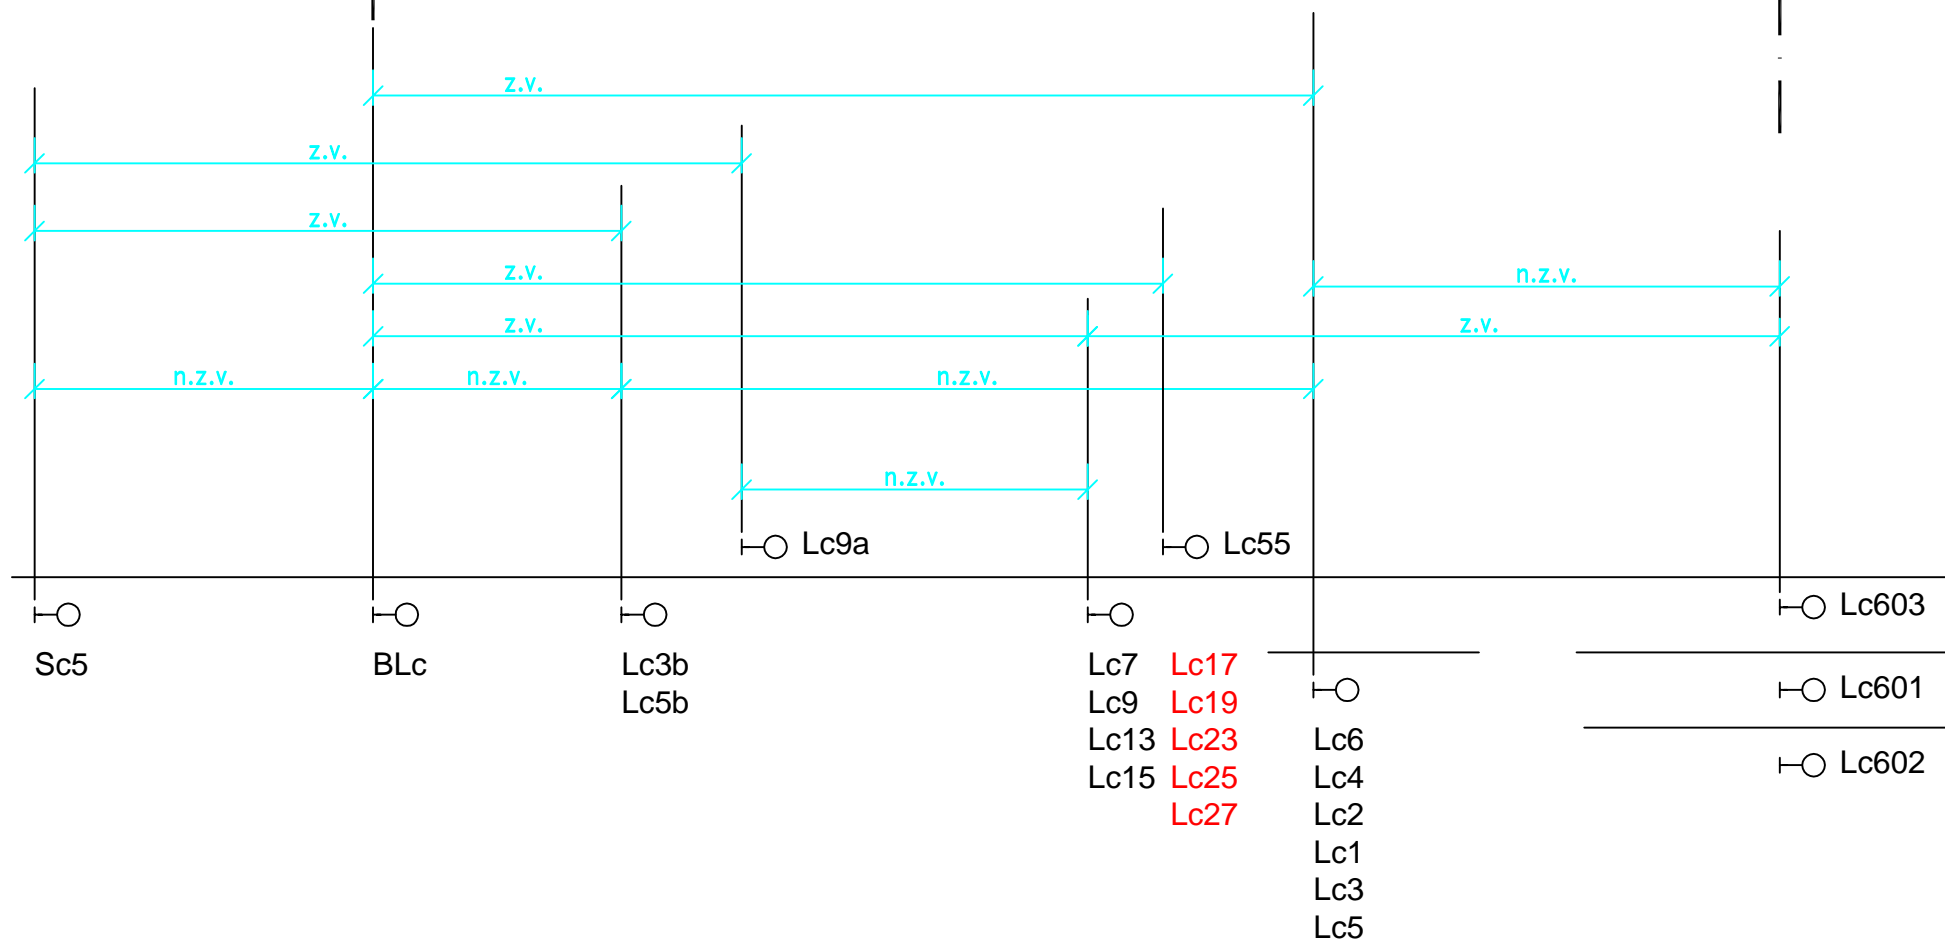 z.v.
z.v.
z.v.
z.v.
n.z.v.
z.v.
z.v.
n.z.v.
n.z.v.
n.z.v.
n.z.v.
Lc9a
Lc55
Sc5
BLc
Lc3b
Lc5b
Lc7
Lc9
Lc13
Lc15
Lc17
Lc19
Lc23
Lc25
Lc27
Lc6
Lc4
Lc2
Lc1
Lc3
Lc5
Lc603
Lc601
Lc602